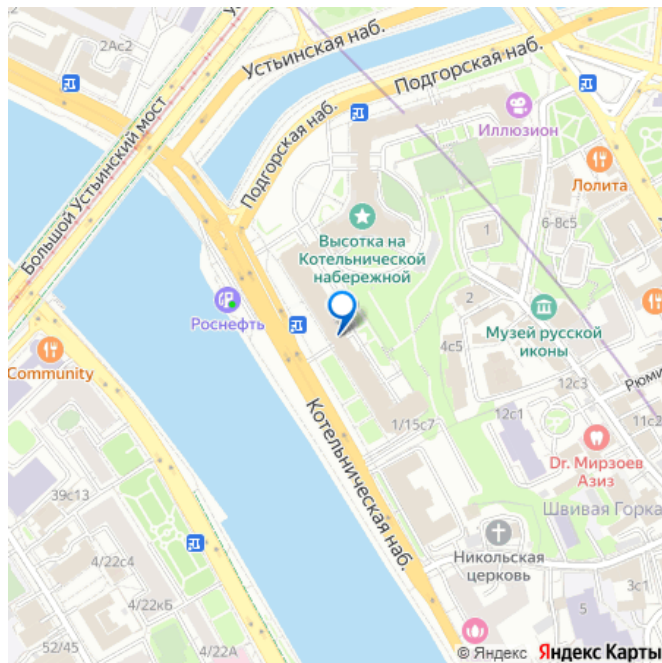 2Ас2
Устьинская наб.
Подгорская наб.
Иллюзион
Лолита
Большой Устьинский мост
Подгорская наб.
6-8с5
1
Высотка на
Котельнической
набережной
2
Роснефть
Музей русской
иконы
4с5
Community
12с3
Рюми
Котельническая наб.
1/15с7
12с1
11с2
Dr. Мирзоев
Азиз
39с13
Швивая Горка
4/22с4
Никольская
церковь
3с1
4/22кБ
5
52/45
4/22А
© Яндекс Яндекс Карты